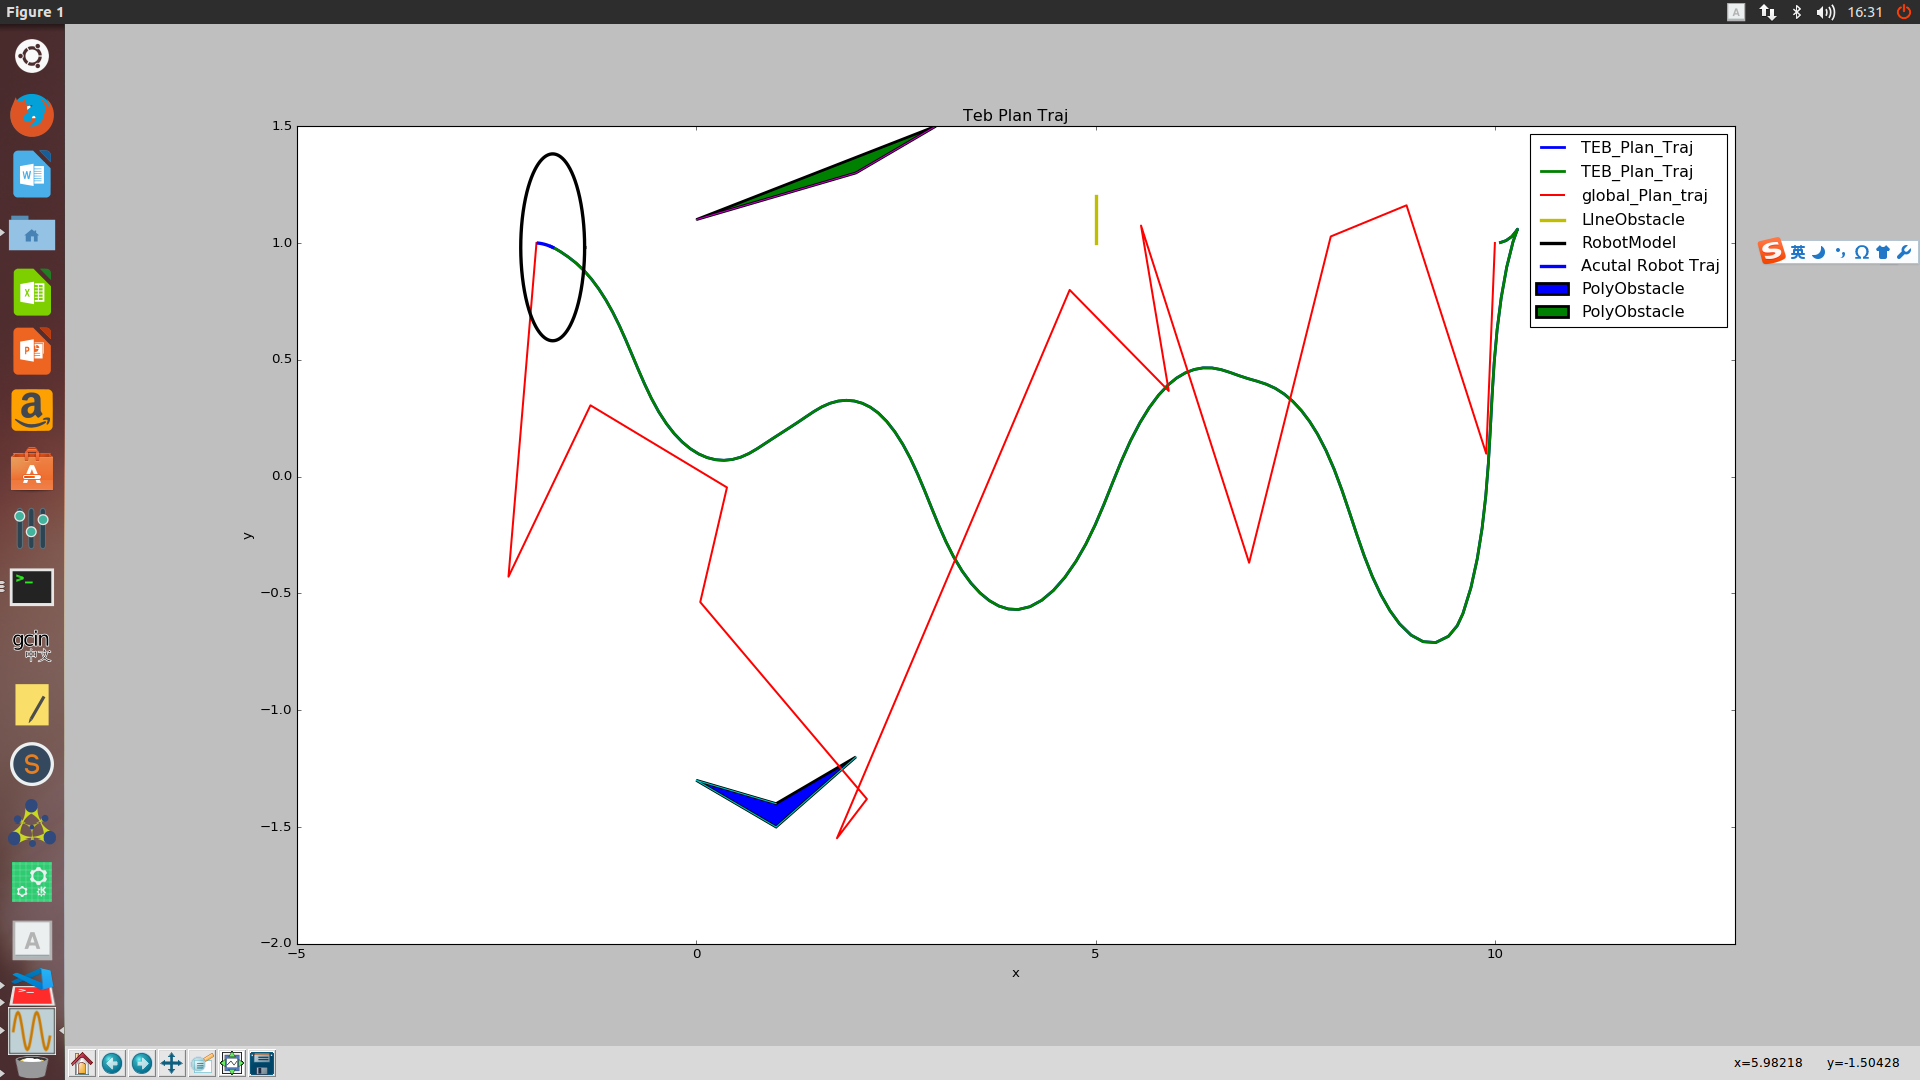 Figure 1
A
16:31
Teb Plan Traj
1.5
1.0
0.5
0.0
−0.5
−1.0
−1.5
−2.0
y
−5
0
5
10
x
TEB_Plan_Traj
TEB_Plan_Traj
global_Plan_traj
LIneObstacle
RobotModel
Acutal Robot Traj
PolyObstacle
PolyObstacle
S 英
W
X
P
a
A
>_
gcin
中文
S
A
>_
x=5.98218 y=-1.50428